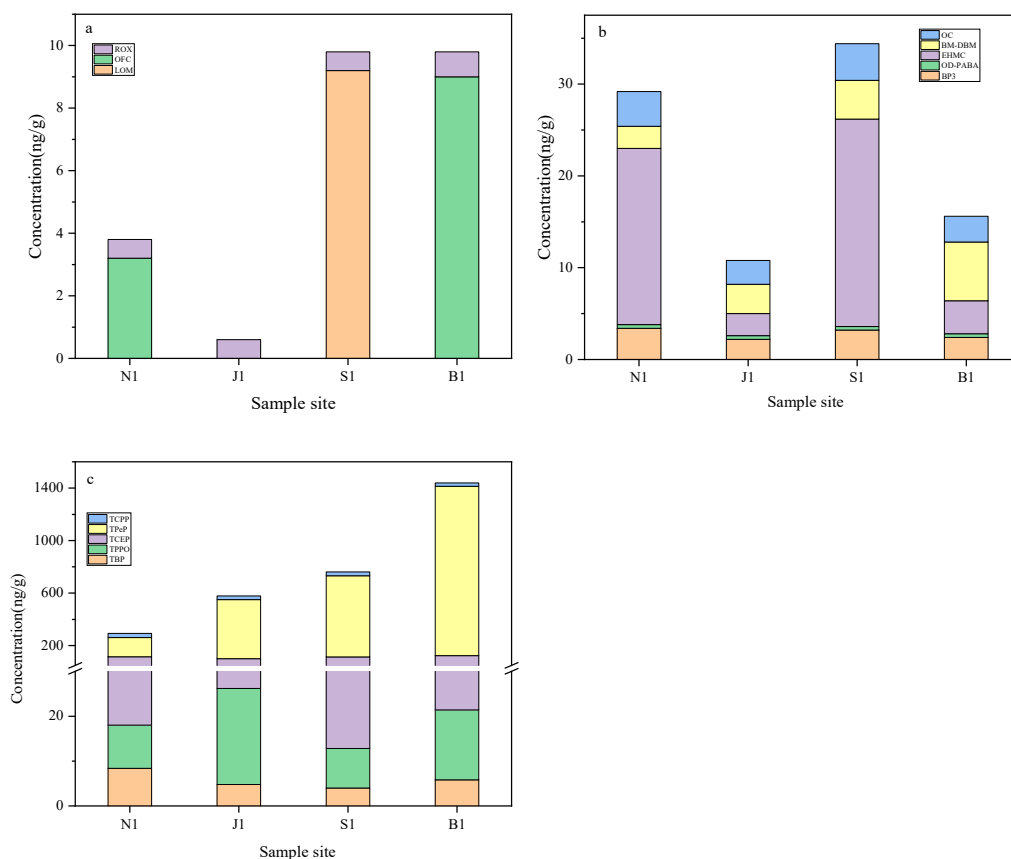 a
ROX
OFC
LOM
10
8
6
4
2
0
Concentration(ng/g)
N1 J1 S1 B1
Sample site
b
OC
BM-DBM
EHMC
OD-PABA
BP3
30
20
10
0
Concentration(ng/g)
N1 J1 S1 B1
Sample site
c
TCPP
TPeP
TCEP
TPPO
TBP
1400
1000
600
200
20
0
Concentration(ng/g)
N1 J1 S1 B1
Sample site